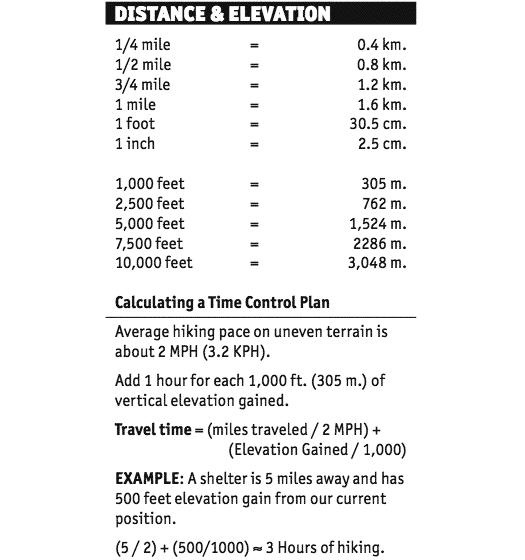 DISTANCE & ELEVATION
1/4 mile = 0.4 km.
1/2 mile = 0.8 km.
3/4 mile = 1.2 km.
1 mile = 1.6 km.
1 foot = 30.5 cm.
1 inch = 2.5 cm.
1,000 feet = 305 m.
2,500 feet = 762 m.
5,000 feet = 1,524 m.
7,500 feet = 2286 m.
10,000 feet = 3,048 m.
Calculating a Time Control Plan
Average hiking pace on uneven terrain is
about 2 MPH (3.2 KPH).
Add 1 hour for each 1,000 ft. (305 m.) of
vertical elevation gained.
Travel time = (miles traveled / 2 MPH) +
(Elevation Gained / 1,000)
EXAMPLE: A shelter is 5 miles away and has
500 feet elevation gain from our current
position.
(5 / 2) + (500/1000) ≈ 3 Hours of hiking.